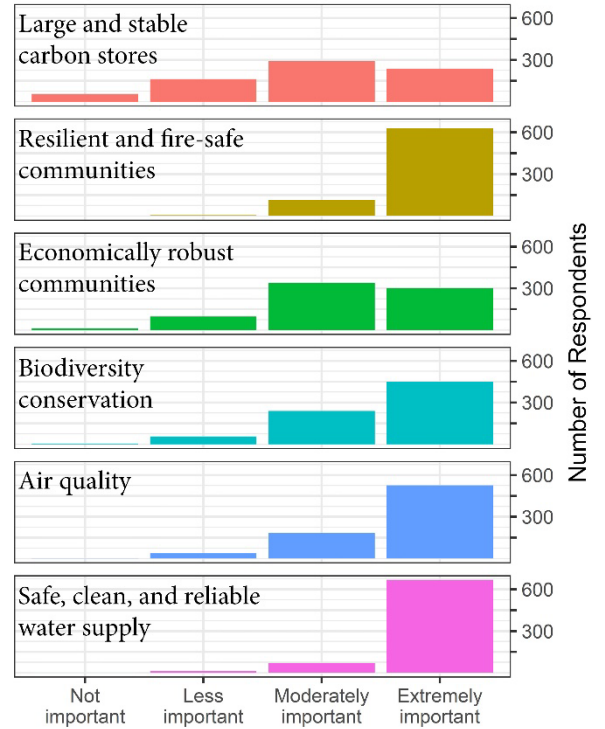 Large and stable
carbon stores
600
300
Resilient and fire-safe
communities
600
300
Economically robust
communities
600
300
Biodiversity
conservation
600
300
Air quality
600
300
Safe, clean, and reliable
water supply
600
300
Number of Respondents
Not
important
Less
important
Moderately
important
Extremely
important